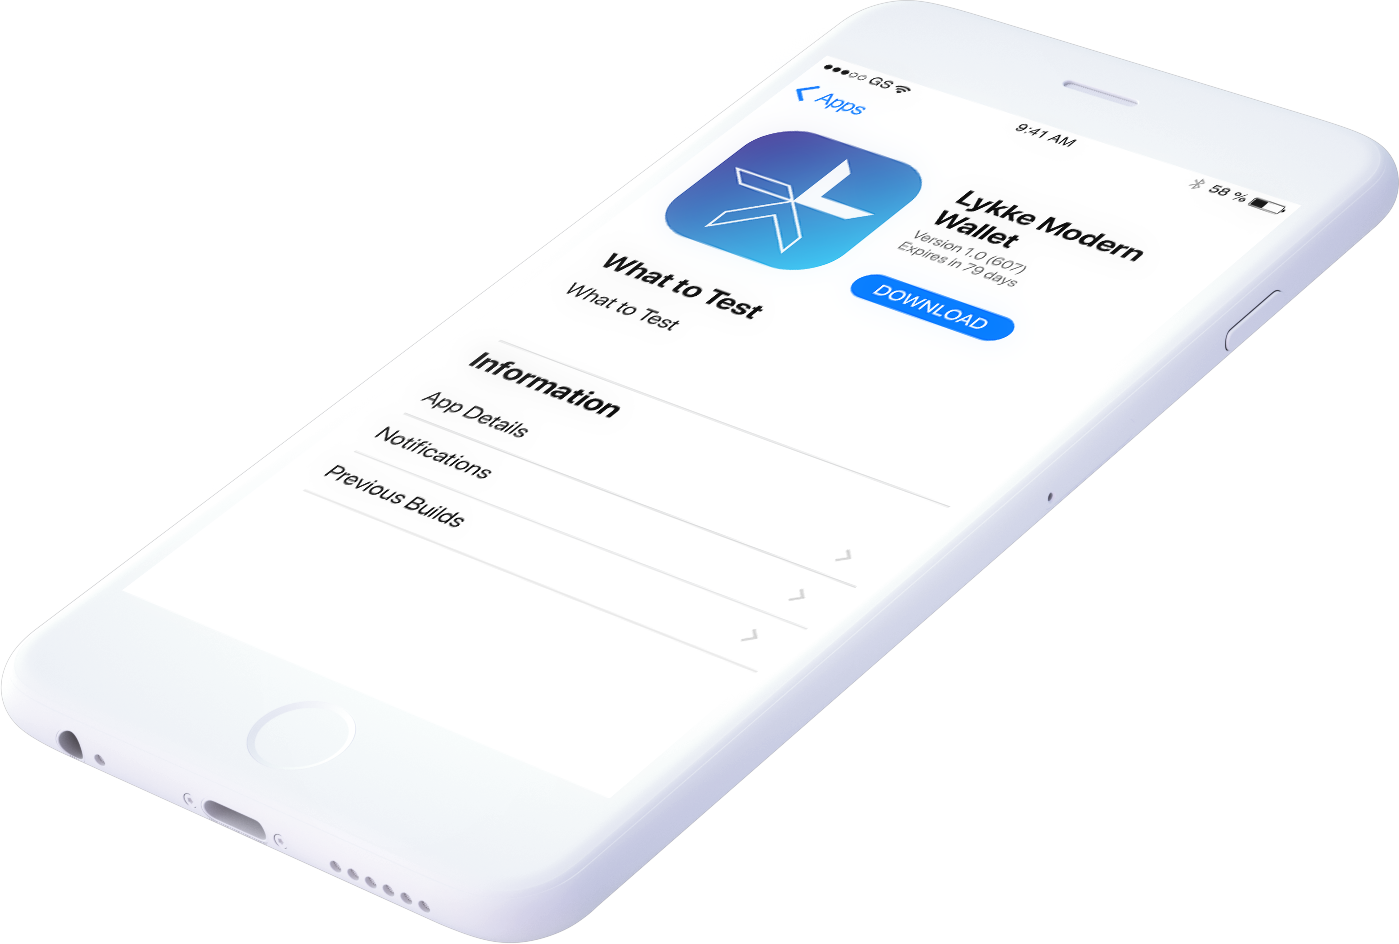 GS
9:41 AM
58 %
Apps
Lykke Modern
Wallet
Version 1.0 (607)
Expires in 79 days
DOWNLOAD
What to Test
What to Test
Information
App Details
Notifications
Previous Builds